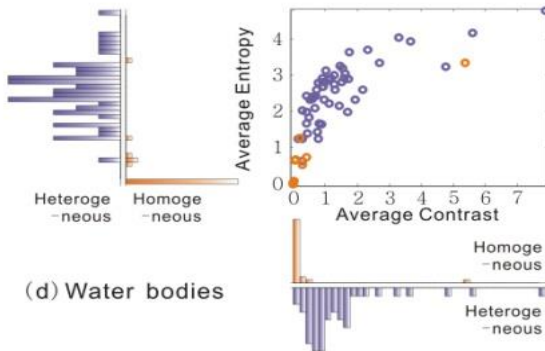 Heteroge
-neous
Homoge
-neous
Average Entropy
4
3
2
1
0
0 1 2 3 4 5 6 7
Average Contrast
(d) Water bodies
Homoge
-neous
Heteroge
-neous